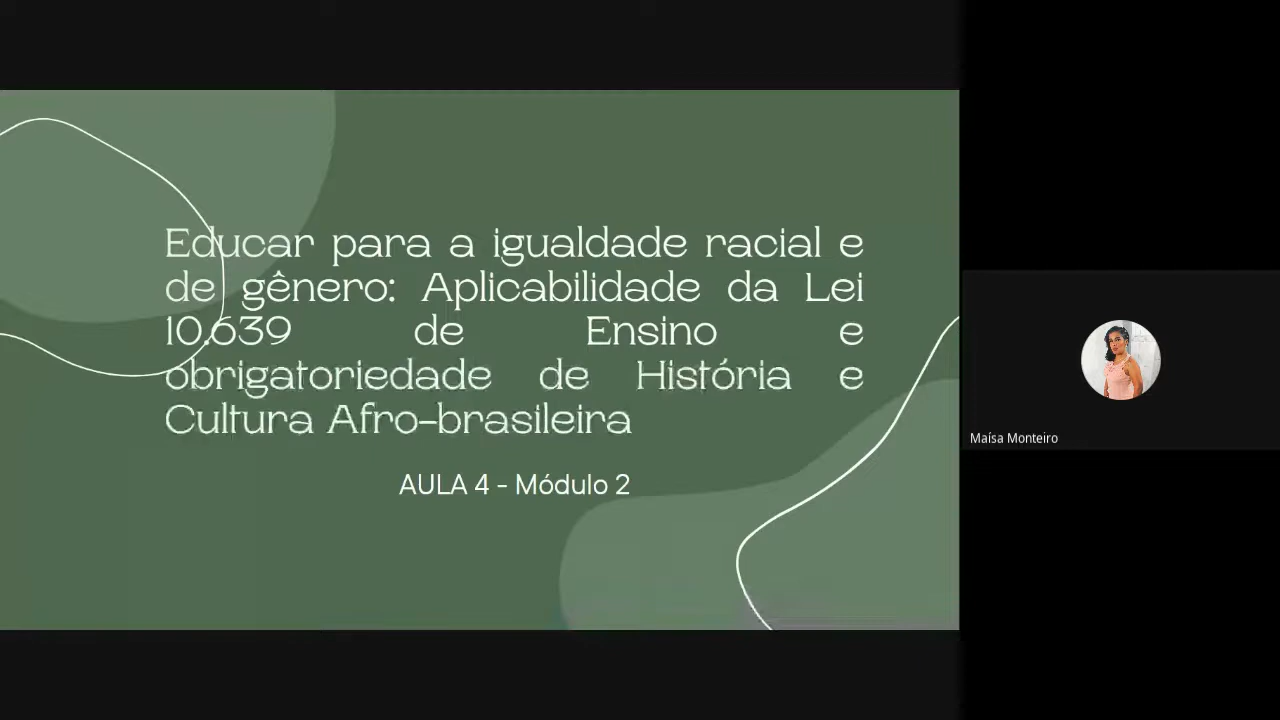 Educar para a igualdade racial e
de gênero: Aplicabilidade da Lei
10.639 de Ensino e
obrigatoriedade de História e
Cultura Afro-brasileira
AULA 4 - Módulo 2
Maísa Monteiro